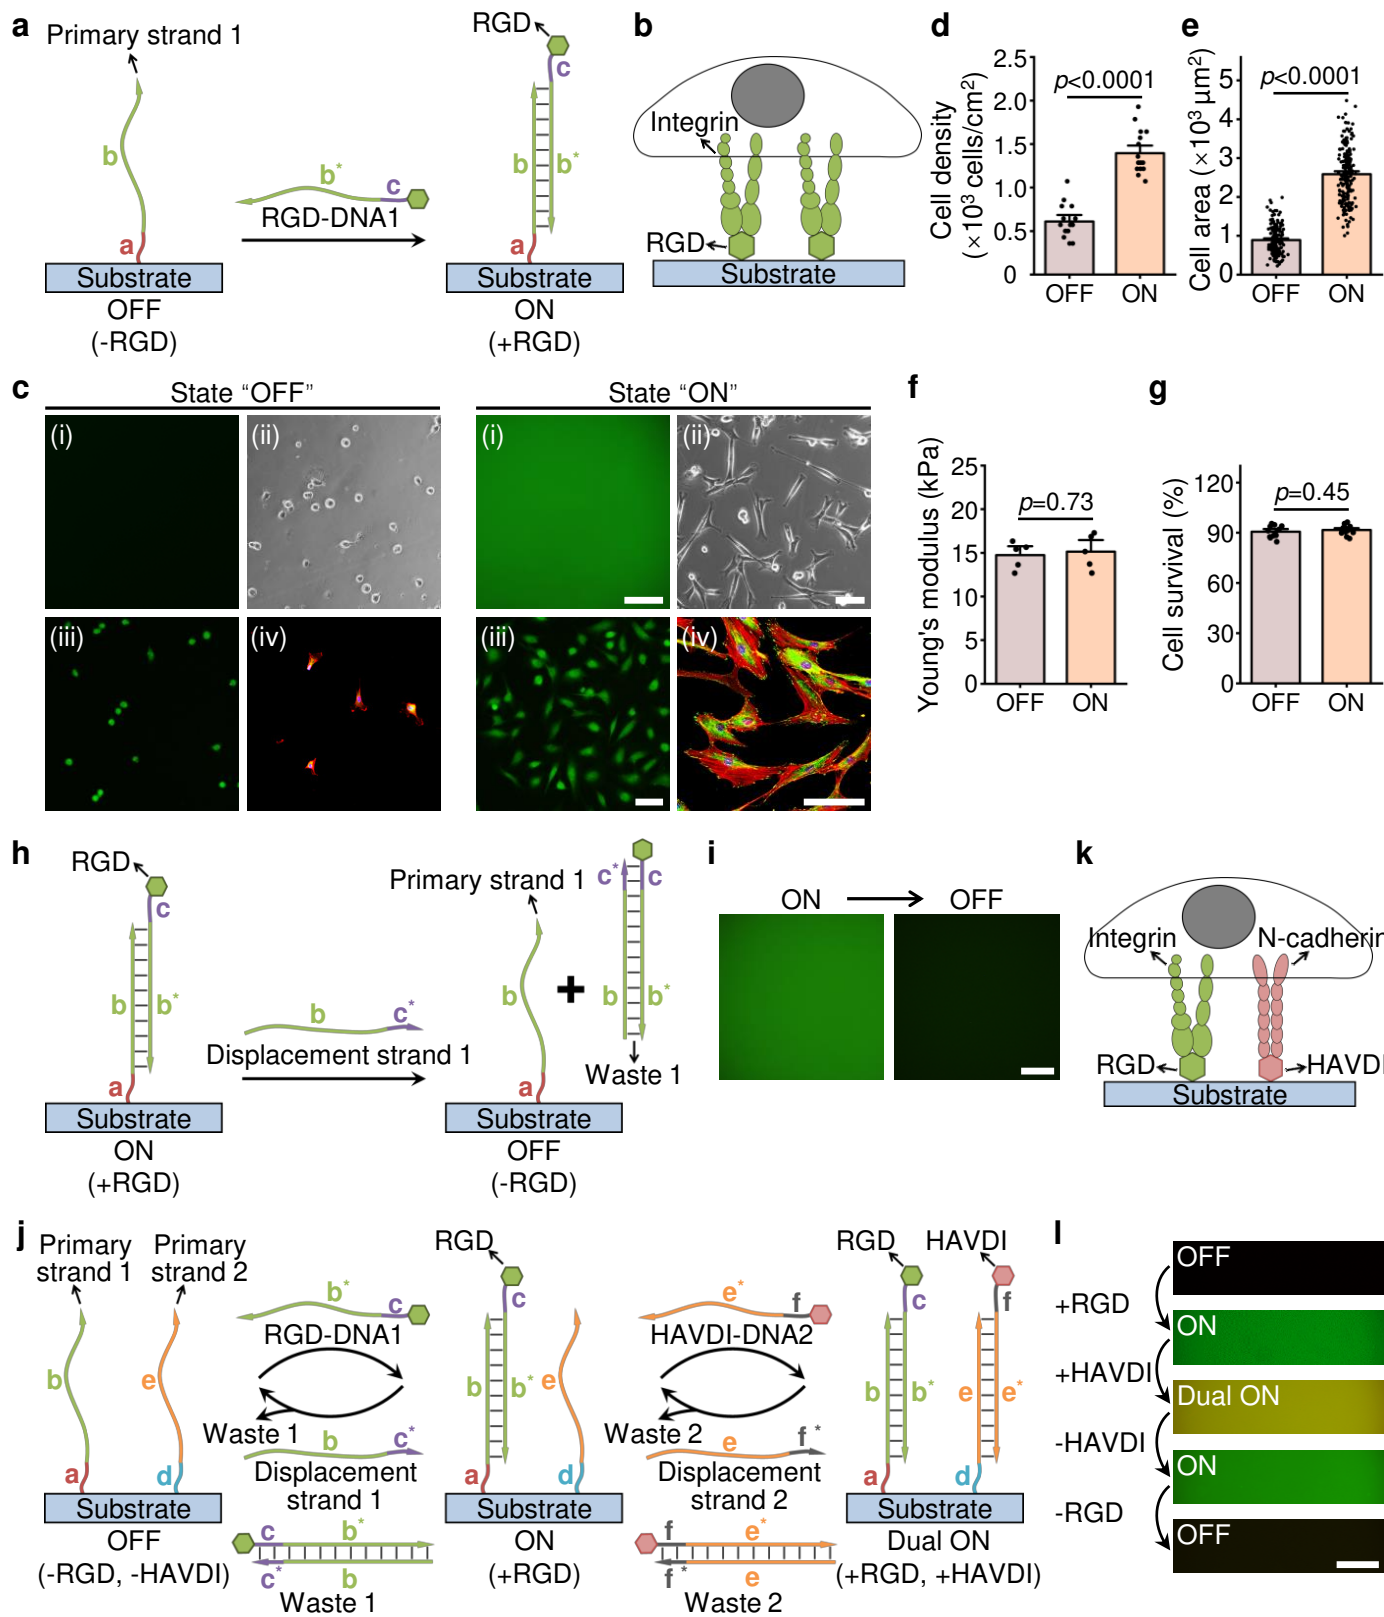 a
Primary strand 1
b
a
Substrate
OFF
(-RGD)
b*
c
RGD-DNA1
RGD
c
b
b*
a
Substrate
ON
(+RGD)
b
Integrin
RGD
Substrate
d
Cell density
(×10³ cells/cm²)
2.5
2.0
1.5
1.0
0.5
0
p<0.0001
OFF
ON
e
Cell area (×10³ μm²)
5
4
3
2
1
0
p<0.0001
OFF
ON
c
State “OFF”
State “ON”
(i)
(ii)
(i)
(ii)
(iii)
(iv)
(iii)
(iv)
f
Young's modulus (kPa)
25
20
15
10
5
0
p=0.73
OFF
ON
g
Cell survival (%)
120
90
60
30
0
p=0.45
OFF
ON
h
RGD
c
b
b*
a
Substrate
ON
(+RGD)
b
c*
Displacement strand 1
Primary strand 1
b
a
+
c*
c
b
b*
Waste 1
Substrate
OFF
(-RGD)
i
ON
OFF
k
Integrin
N-cadherin
RGD
HAVDI
Substrate
j
Primary
strand 1
Primary
strand 2
b
e
a
d
Substrate
OFF
(-RGD, -HAVDI)
b*
c
RGD-DNA1
Waste 1
b
c*
Displacement
strand 1
c
b*
c*
b
Waste 1
RGD
c
b
b*
e
a
d
Substrate
ON
(+RGD)
e*
f
HAVDI-DNA2
Waste 2
e
f*
Displacement
strand 2
f
e*
f*
e
Waste 2
RGD
HAVDI
c
f
b
b*
e
e*
a
d
Substrate
Dual ON
(+RGD, +HAVDI)
l
OFF
+RGD
ON
+HAVDI
Dual ON
-HAVDI
ON
-RGD
OFF